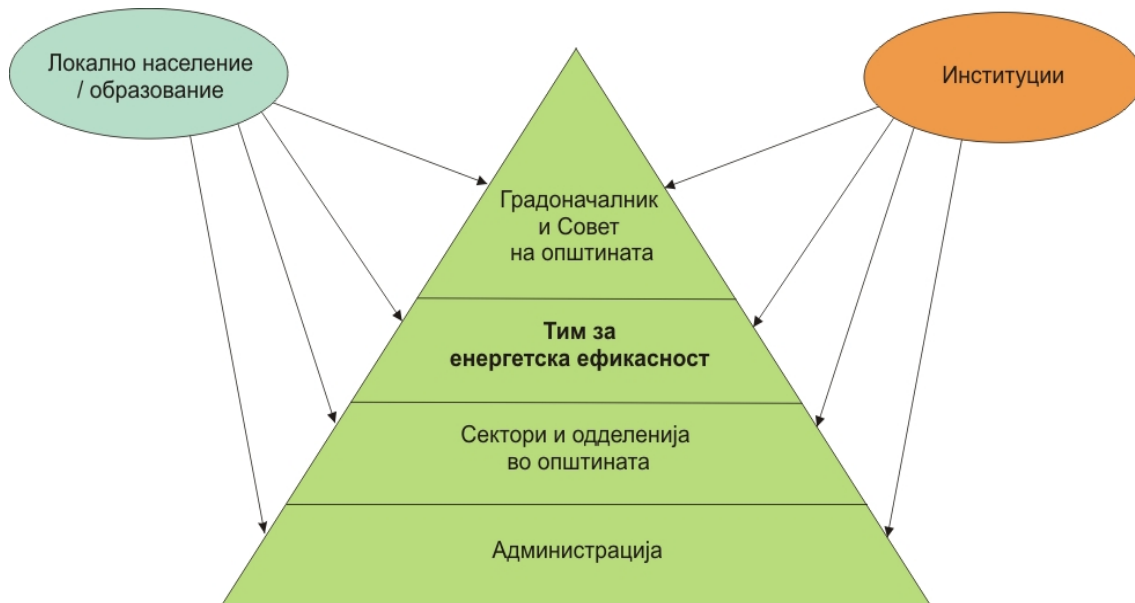 Локално население
/ образование
Институции
Градоначалник
и Совет
на општината
Тим за
енергетска ефикасност
Сектори и одделенија
во општината
Администрација